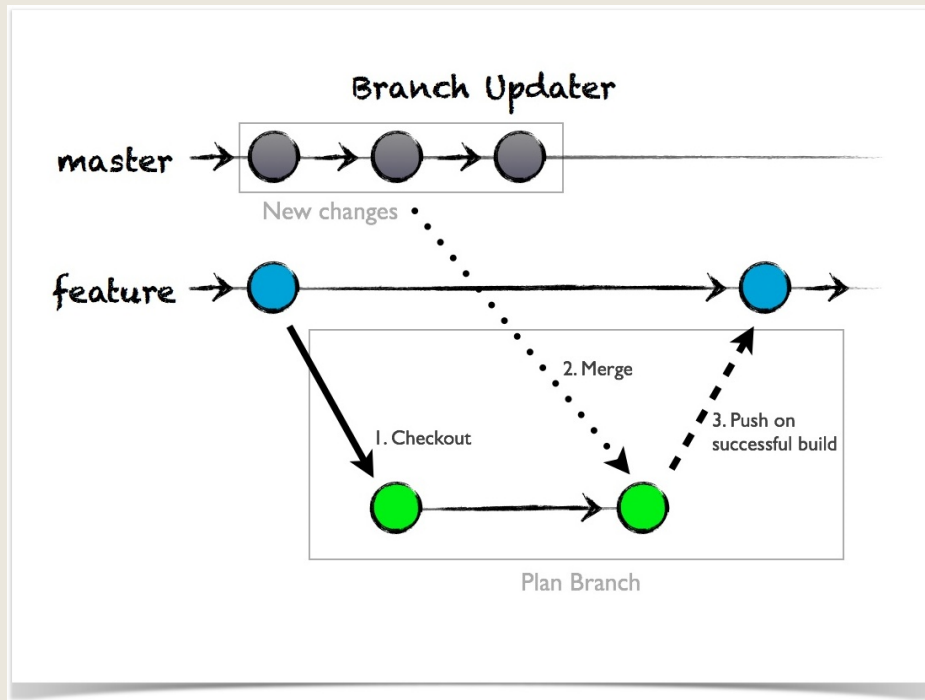 Branch Updater
master
New changes
feature
2. Merge
1. Checkout
3. Push on
successful build
Plan Branch